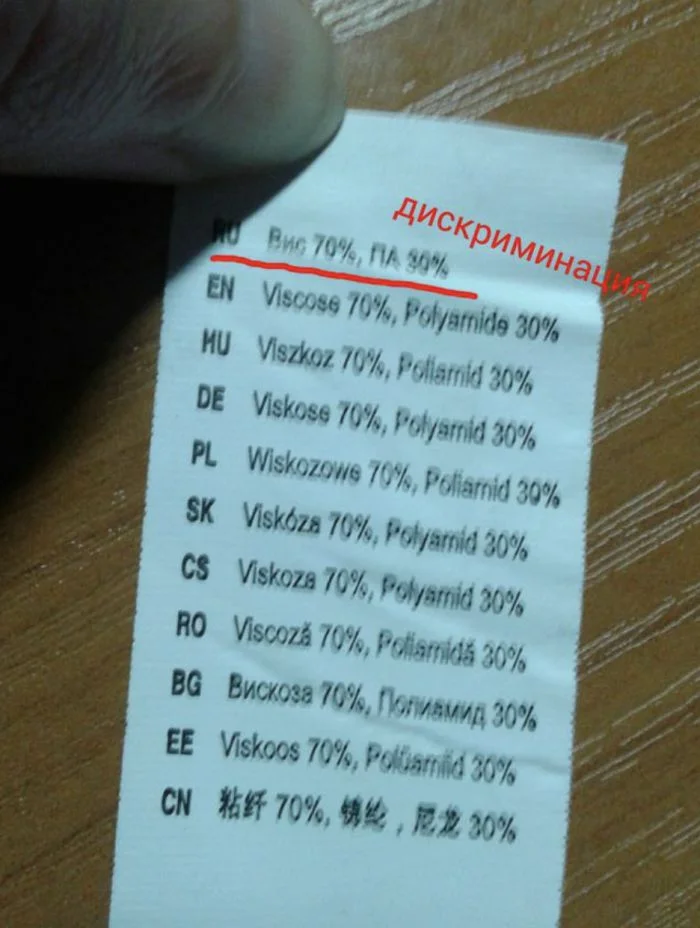 дискриминация
RU Вис 70%, ПА 30%
EN Viscose 70%, Polyamide 30%
HU Viszkoz 70%, Poliamid 30%
DE Viskose 70%, Polyamid 30%
PL Wiskozowe 70%, Poliamid 30%
SK Viskóza 70%, Polyamid 30%
CS Viskoza 70%, Polyamid 30%
RO Viscoză 70%, Poliamidă 30%
BG Вискоза 70%, Полиамид 30%
EE Viskoos 70%, Polüamiid 30%
CN 粘纤 70%, 锦纶 , 尼龙 30%